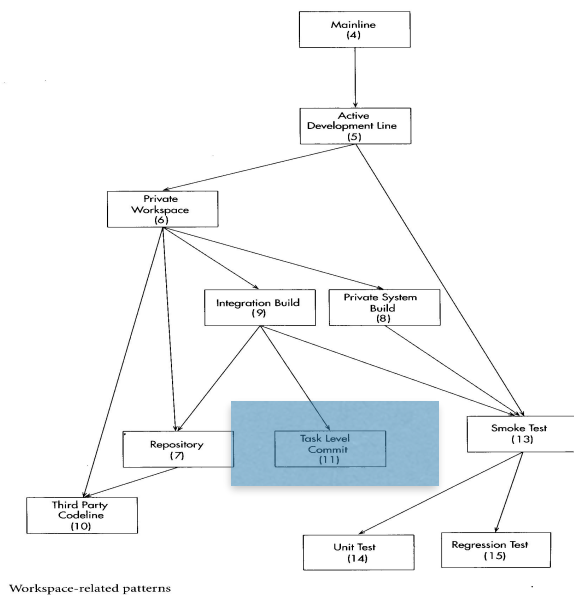 Mainline
(4)
Active
Development Line
(5)
Private
Workspace
(6)
Integration Build
(9)
Private System
Build
(8)
Repository
(7)
Task Level
Commit
(11)
Smoke Test
(13)
Third Party
Codeline
(10)
Unit Test
(14)
Regression Test
(15)
Workspace-related patterns